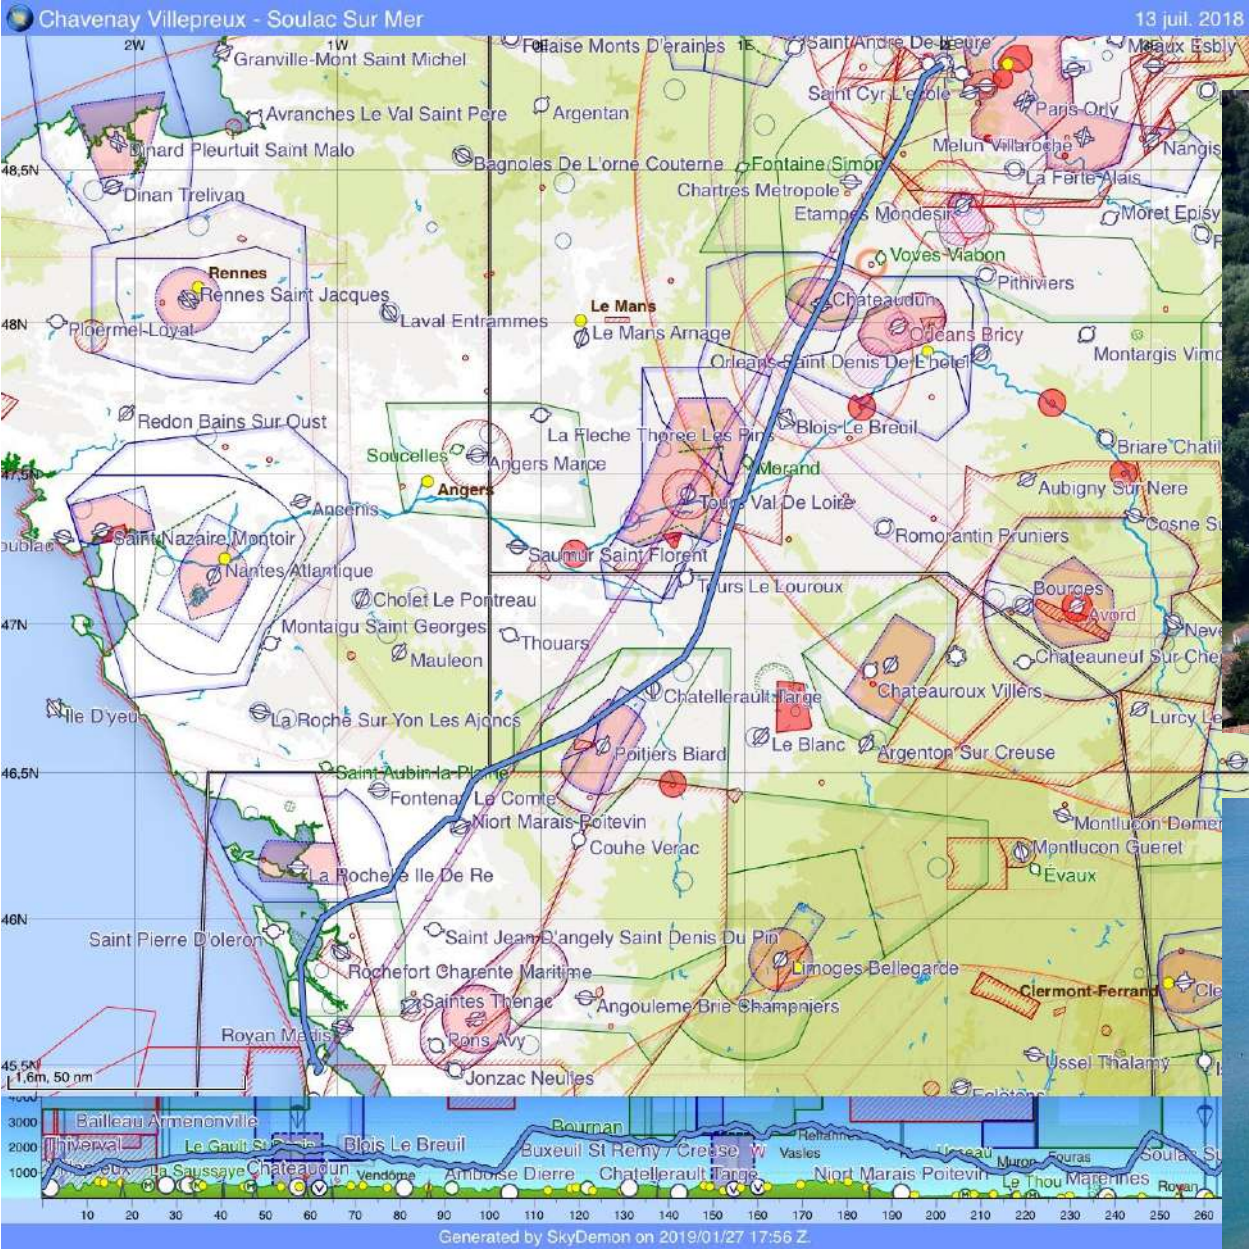 Chavenay Villepreux - Soulac Sur Mer
13 juil. 2018
2W
1W
Falaise Monts D'eraines
Meaux Esbly
Granville-Mont Saint Michel
Saint Cyr L'ecole
Avranches Le Val Saint Pere
Argentan
Paris Orly
Dinard Pleurtuit Saint Malo
Melun Villaroche
Nangis
Bagnoles De L'orne Couterne
Fontaine Simon
48,5N
La Ferte Alais
Dinan Trelivan
Chartres Metropole
Etampes Mondesir
Moret Episy
Voves-Viabon
Rennes
Rennes Saint Jacques
Pithiviers
Le Mans
Chateaudun
Ploermel Loyat
Laval Entrammes
48N
Le Mans Arnage
Orleans Bricy
Montargis Vimo
Orleans Saint Denis De L'hotel
Redon Bains Sur Oust
La Fleche Thoree Les Pins
Blois Le Breuil
Briare Chatil
Soucelles
Angers Marce
Morand
Angers
Aubigny Sur Nere
Ancenis
Tours Val De Loire
Cosne Su
Saint Nazaire Montoir
Romorantin Pruniers
Saumur Saint Florent
Nantes Atlantique
Tours Le Louroux
Bourges
Avord
Cholet Le Pontreau
47N
Montaigu Saint Georges
Thouars
Neve
Mauleon
Chateauneuf Sur Cher
Chatellerault Targe
Chateauroux Villers
Ile D'yeu
La Roche Sur Yon Les Ajoncs
Lurcy Le
Poitiers Biard
Le Blanc
Argenton Sur Creuse
46,5N
Saint Aubin-la-Plaine
Fontenay Le Comte
Niort Marais Poitevin
Montlucon Domer
Couhe Verac
Montlucon Gueret
La Rochelle Ile De Re
Évaux
46N
Saint Pierre D'oleron
Saint Jean D'angely Saint Denis Du Pin
Rochefort Charente Maritime
Limoges Bellegarde
Saintes Thenac
Angouleme Brie Champniers
Clermont-Ferrand
Cle
Royan Medis
Pons Avy
45,5N
Ussel Thalamy
1,6m, 50 nm
Jonzac Neulles
Egletons
4000
3000
2000
1000
Bailleau Armenonville
Bournan
Thiverval
Blois Le Breuil
Buxeuil St Remy / Creuse
Vasles
La Saussaye
Chateaudun
Vendôme
Amboise Dierre
Chatellerault Targe
Niort Marais Poitevin
Muron
Fouras
Le Thou
Marennes
Soulac Su
Royan
10 20 30 40 50 60 70 80 90 100 110 120 130 140 150 160 170 180 190 200 210 220 230 240 250 260
Generated by SkyDemon on 2019/01/27 17:56 Z.